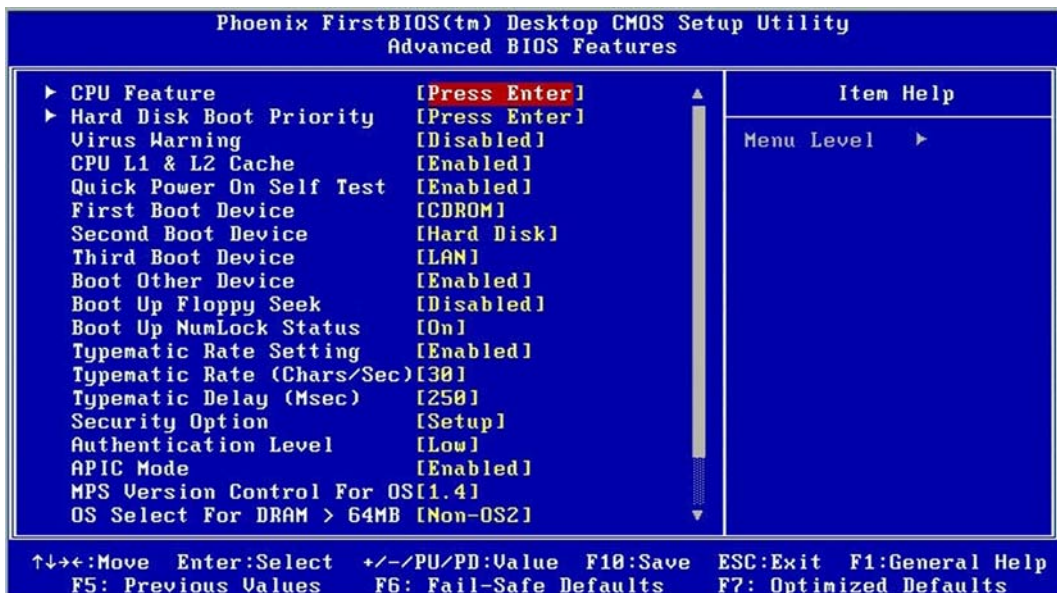 Phoenix FirstBIOS(tm) Desktop CMOS Setup Utility
Advanced BIOS Features
▶ CPU Feature [Press Enter]
▶ Hard Disk Boot Priority [Press Enter]
Virus Warning [Disabled]
CPU L1 & L2 Cache [Enabled]
Quick Power On Self Test [Enabled]
First Boot Device [CDROM]
Second Boot Device [Hard Disk]
Third Boot Device [LAN]
Boot Other Device [Enabled]
Boot Up Floppy Seek [Disabled]
Boot Up NumLock Status [On]
Typematic Rate Setting [Enabled]
Typematic Rate (Chars/Sec)[30]
Typematic Delay (Msec) [250]
Security Option [Setup]
Authentication Level [Low]
APIC Mode [Enabled]
MPS Version Control For OS[1.4]
OS Select For DRAM > 64MB [Non-OS2]
Item Help
Menu Level ▶
↑↓→←:Move Enter:Select +/-/PU/PD:Value F10:Save ESC:Exit F1:General Help
F5: Previous Values F6: Fail-Safe Defaults F7: Optimized Defaults